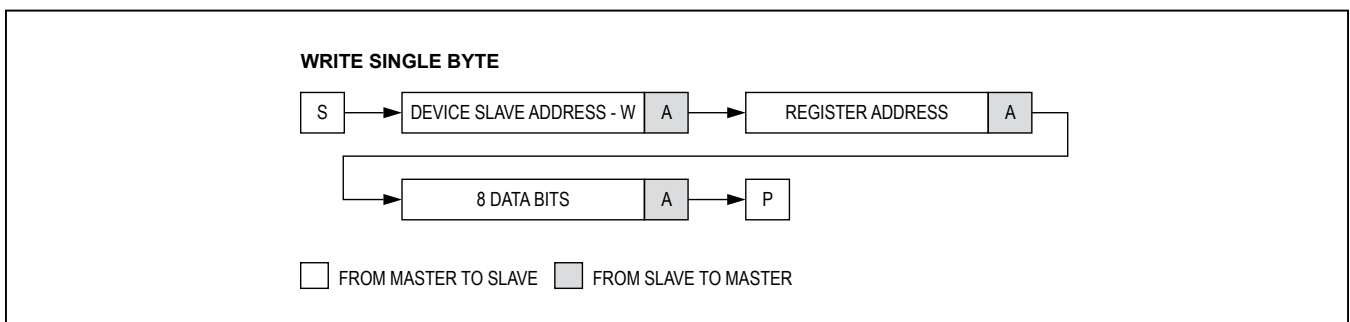 WRITE SINGLE BYTE
S DEVICE SLAVE ADDRESS - W A REGISTER ADDRESS A
8 DATA BITS A P
FROM MASTER TO SLAVE FROM SLAVE TO MASTER